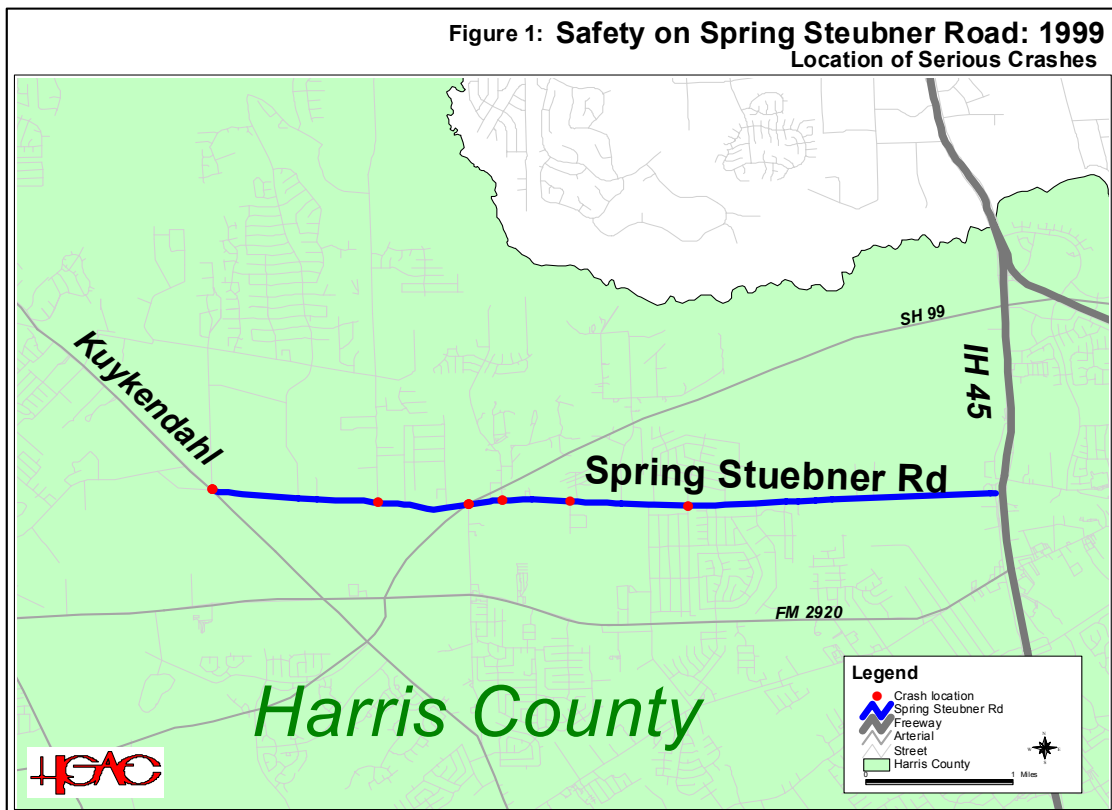 Figure 1: Safety on Spring Steubner Road: 1999
Location of Serious Crashes
SH 99
Kuykendahl
IH 45
Spring Stuebner Rd
FM 2920
Harris County
Legend
Crash location
Spring Steubner Rd
Freeway
Arterial
Street
Harris County
0 1 Miles
N
W E
S
HGAC